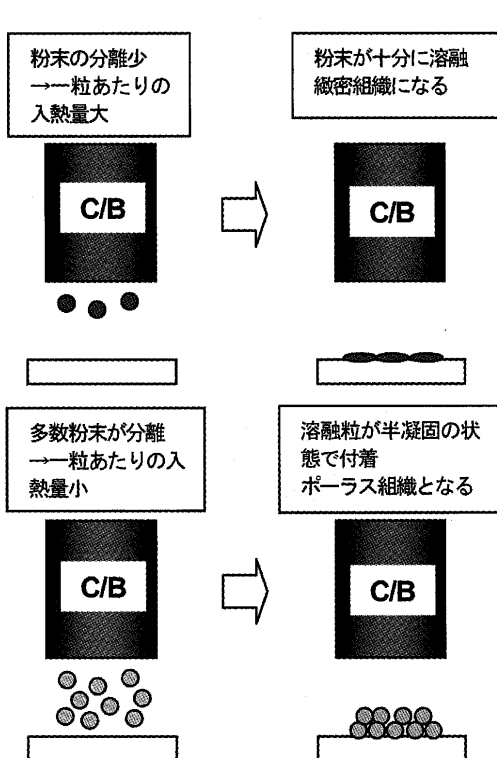 粉末の分離少
→一粒あたりの
入熱量大
粉末が十分に溶融
緻密組織になる
C/B
C/B
多数粉末が分離
→一粒あたりの入
熱量小
溶融粒が半凝固の状
態で付着
ポーラス組織となる
C/B
C/B